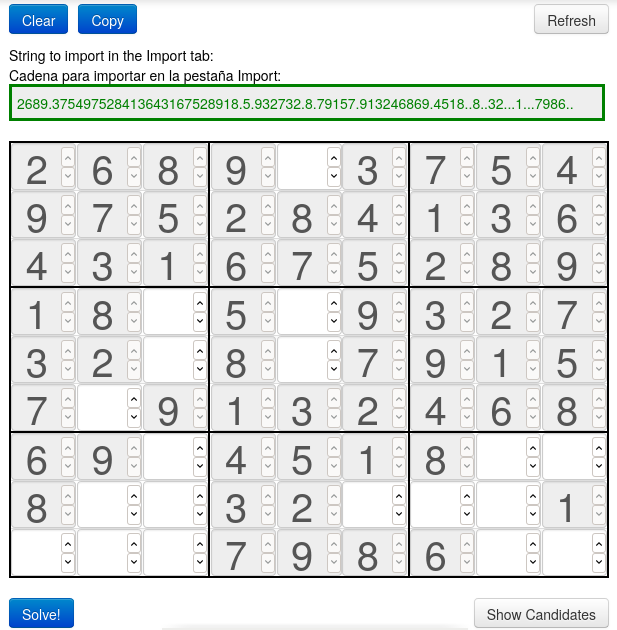 Clear Copy Refresh
String to import in the Import tab:
Cadena para importar en la pestaña Import:
2689.375497528413643167528918.5.932732.8.79157.913246869.4518..8..32...1...7986..
2 6 8 9 3 7 5 4
9 7 5 2 8 4 1 3 6
4 3 1 6 7 5 2 8 9
1 8 5 9 3 2 7
3 2 8 7 9 1 5
7 9 1 3 2 4 6 8
6 9 4 5 1 8
8 3 2 1
7 9 8 6
Solve! Show Candidates